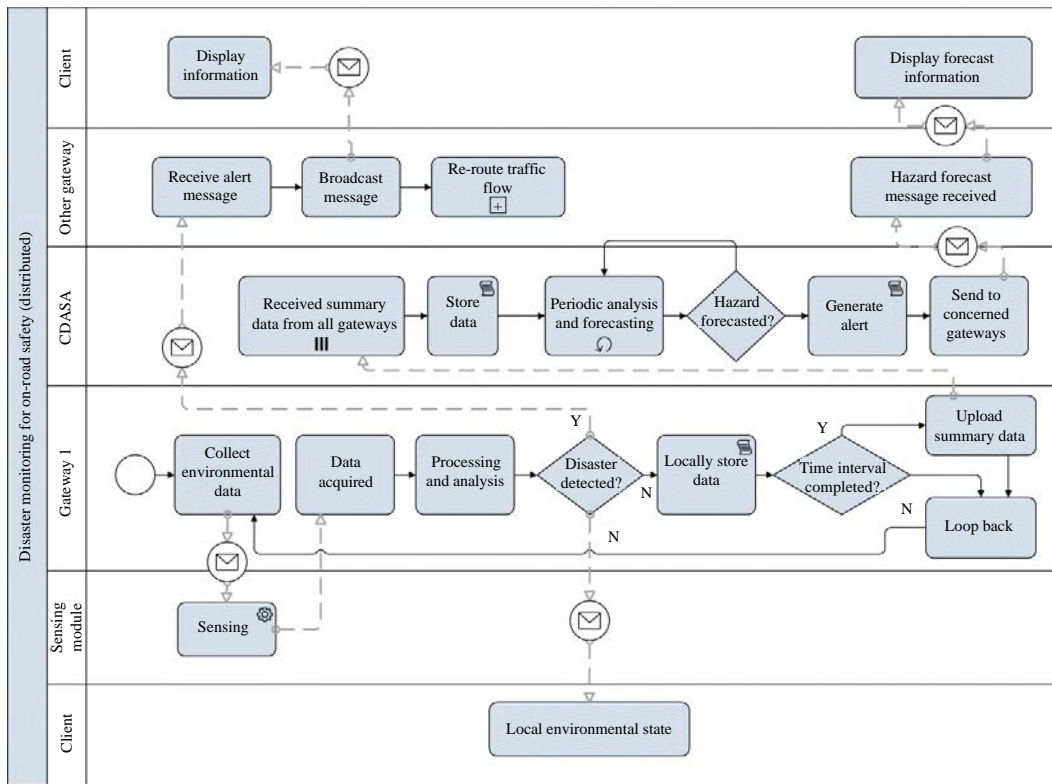 Disaster monitoring for on-road safety (distributed)
Client
Display
information
Display forecast
information
Other gateway
Receive alert
message
Broadcast
message
Re-route traffic
flow
Hazard forecast
message received
CDASA
Received summary
data from all gateways
Store
data
Periodic analysis
and forecasting
Hazard
forecasted?
Generate
alert
Send to
concerned
gateways
Gateway 1
Collect
environmental
data
Data
acquired
Processing
and analysis
Y
Disaster
detected?
N
N
Locally store
data
Time interval
completed?
Y
N
Upload
summary data
Loop back
Sensing
module
Sensing
Client
Local environmental state